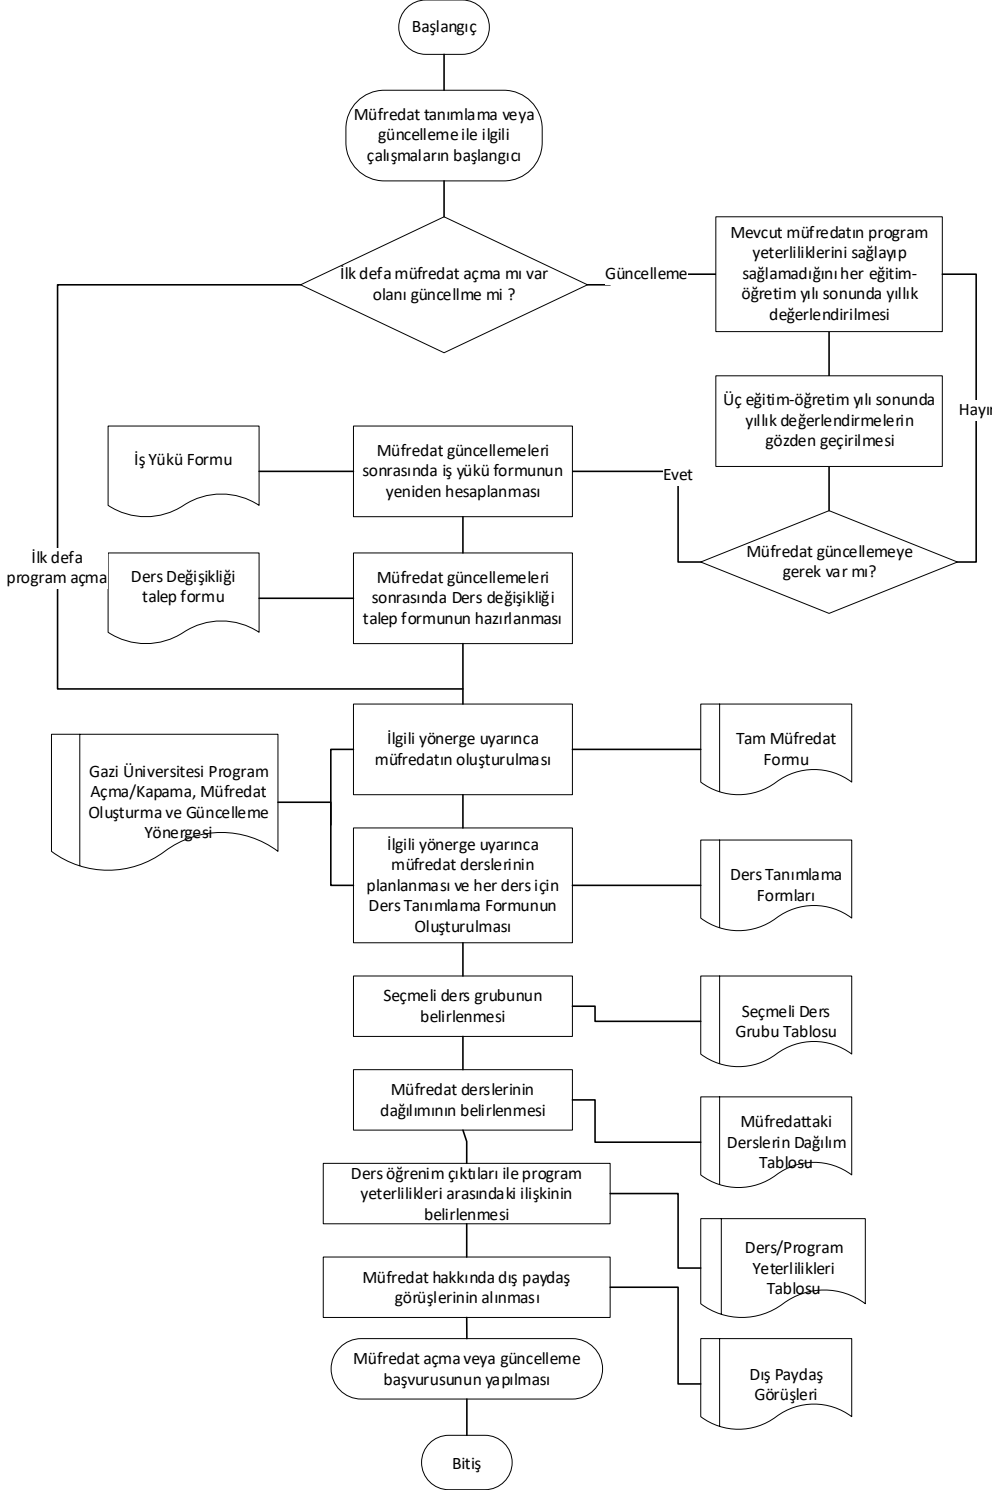 Başlangıç
Müfredat tanımlama veya
güncelleme ile ilgili
çalışmaların başlangıcı
İlk defa müfredat açma mı var
olanı güncellme mi ?
Güncelleme
Mevcut müfredatın program
yeterliliklerini sağlayıp
sağlamadığını her eğitim-
öğretim yılı sonunda yıllık
değerlendirilmesi
Üç eğitim-öğretim yılı sonunda
yıllık değerlendirmelerin
gözden geçirilmesi
Hayır
Müfredat güncellemeye
gerek var mı?
Evet
Müfredat güncellemeleri
sonrasında iş yükü formunun
yeniden hesaplanması
İş Yükü Formu
Müfredat güncellemeleri
sonrasında Ders değişikliği
talep formunun hazırlanması
Ders Değişikliği
talep formu
İlk defa
program açma
İlgili yönerge uyarınca
müfredatın oluşturulması
Tam Müfredat
Formu
Gazi Üniversitesi Program
Açma/Kapama, Müfredat
Oluşturma ve Güncelleme
Yönergesi
İlgili yönerge uyarınca
müfredat derslerinin
planlanması ve her ders için
Ders Tanımlama Formunun
Oluşturulması
Ders Tanımlama
Formları
Seçmeli ders grubunun
belirlenmesi
Seçmeli Ders
Grubu Tablosu
Müfredat derslerinin
dağılımının belirlenmesi
Müfredattaki
Derslerin Dağılım
Tablosu
Ders öğrenim çıktıları ile program
yeterlilikleri arasındaki ilişkinin
belirlenmesi
Ders/Program
Yeterlilikleri
Tablosu
Müfredat hakkında dış paydaş
görüşlerinin alınması
Dış Paydaş
Görüşleri
Müfredat açma veya güncelleme
başvurusunun yapılması
Bitiş